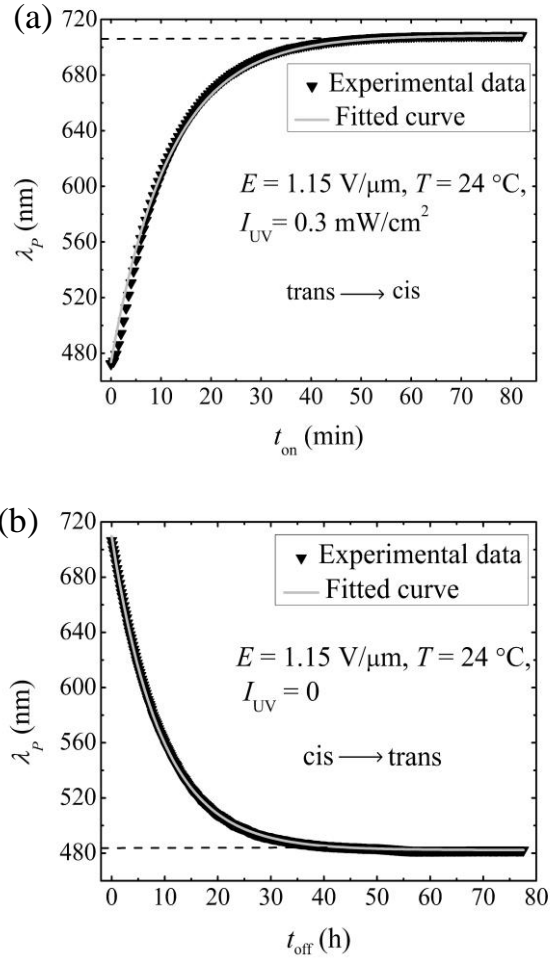 (a)
720
680
640
600
560
520
480
λP (nm)
Experimental data
Fitted curve
E = 1.15 V/μm, T = 24 °C,
IUV = 0.3 mW/cm2
trans ⟶ cis
0 10 20 30 40 50 60 70 80
ton (min)
(b)
720
680
640
600
560
520
480
λP (nm)
Experimental data
Fitted curve
E = 1.15 V/μm, T = 24 °C,
IUV = 0
cis ⟶ trans
0 10 20 30 40 50 60 70 80
toff (h)